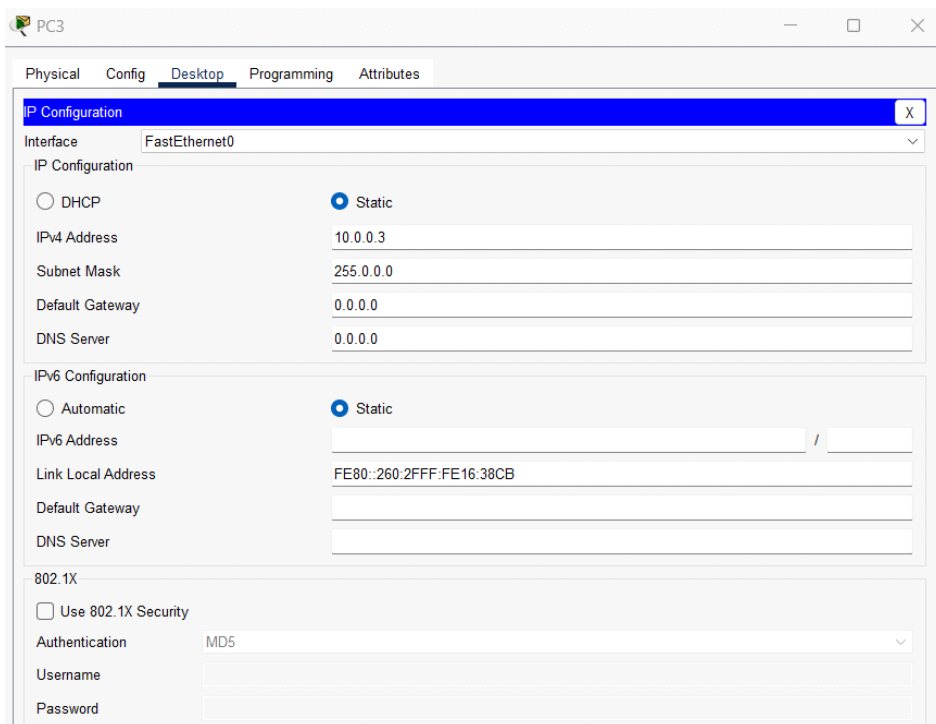 PC3
Physical Config Desktop Programming Attributes
IP Configuration X
Interface FastEthernet0
IP Configuration
DHCP Static
IPv4 Address 10.0.0.3
Subnet Mask 255.0.0.0
Default Gateway 0.0.0.0
DNS Server 0.0.0.0
IPv6 Configuration
Automatic Static
IPv6 Address /
Link Local Address FE80::260:2FFF:FE16:38CB
Default Gateway
DNS Server
802.1X
Use 802.1X Security
Authentication MD5
Username
Password